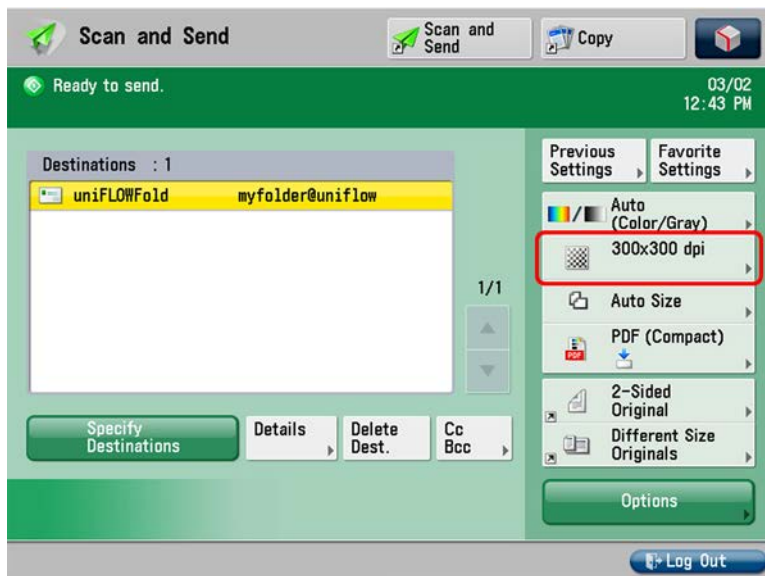 Scan and Send
Scan and
Send
Copy
Ready to send.
03/02
12:43 PM
Destinations : 1
uniFLOWFold myfolder@uniflow
1/1
Specify
Destinations
Details
Delete
Dest.
Cc
Bcc
Previous
Settings
Favorite
Settings
Auto
(Color/Gray)
300x300 dpi
Auto Size
PDF
PDF (Compact)
2-Sided
Original
Different Size
Originals
Options
Log Out